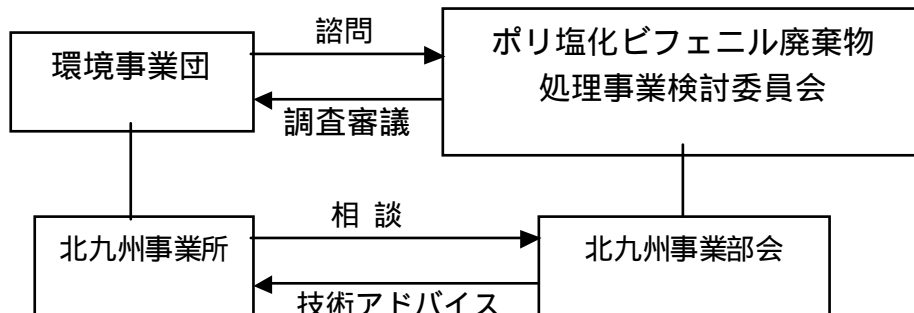 諮問
環境事業団
ポリ塩化ビフェニル廃棄物
処理事業検討委員会
調査審議
相 談
北九州事業所
北九州事業部会
技術アドバイス